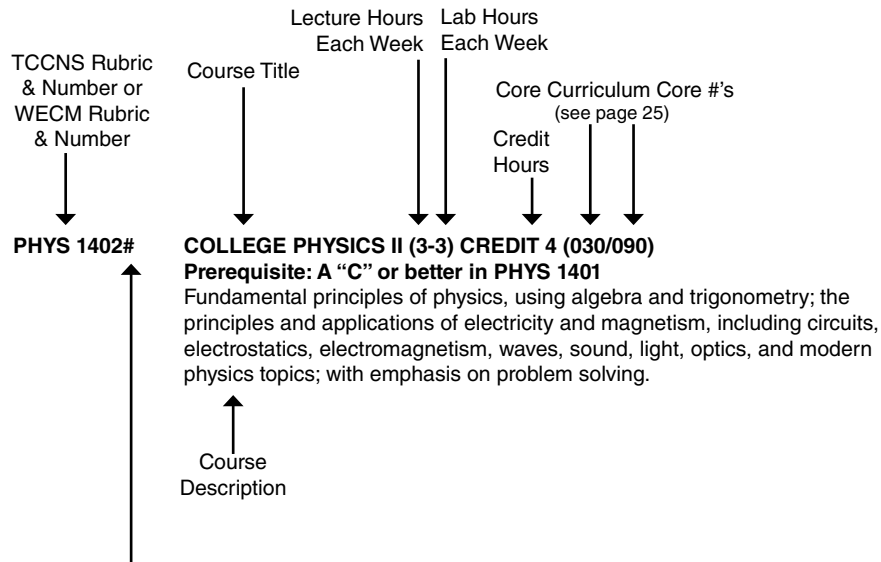 Lecture Hours
Each Week
Lab Hours
Each Week
TCCNS Rubric
& Number or
WECM Rubric
& Number
Course Title
Core Curriculum Core #'s
(see page 25)
Credit
Hours
PHYS 1402#
COLLEGE PHYSICS II (3-3) CREDIT 4 (030/090)
Prerequisite: A “C” or better in PHYS 1401
Fundamental principles of physics, using algebra and trigonometry; the
principles and applications of electricity and magnetism, including circuits,
electrostatics, electromagnetism, waves, sound, light, optics, and modern
physics topics; with emphasis on problem solving.
Course
Description